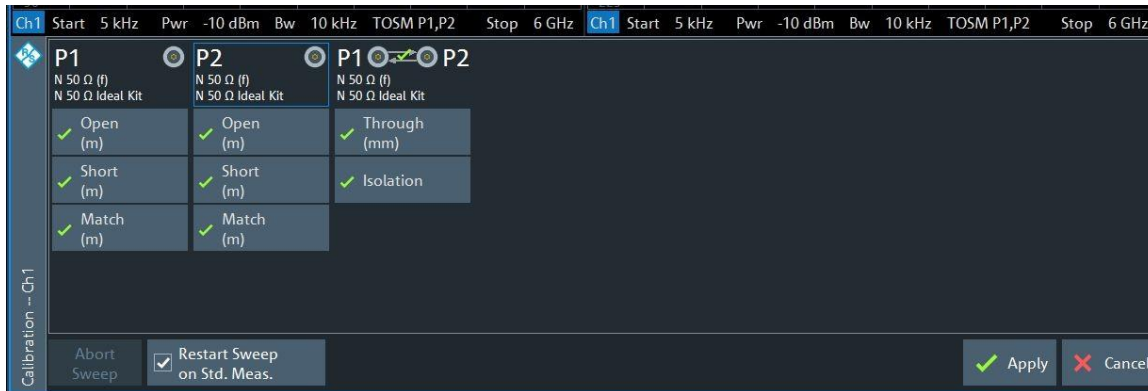 Ch1 Start 5 kHz Pwr -10 dBm Bw 10 kHz TOSM P1,P2 Stop 6 GHz Ch1 Start 5 kHz Pwr -10 dBm Bw 10 kHz TOSM P1,P2 Stop 6 GHz
P1 P2 P1 P2
N 50 Ω (f) N 50 Ω (f) N 50 Ω (f)
N 50 Ω Ideal Kit N 50 Ω Ideal Kit N 50 Ω Ideal Kit
Open Open Through
(m) (m) (mm)
Short Short Isolation
(m) (m)
Match Match
(m) (m)
Calibration -- Ch1
Abort Restart Sweep Apply Cancel
Sweep on Std. Meas.